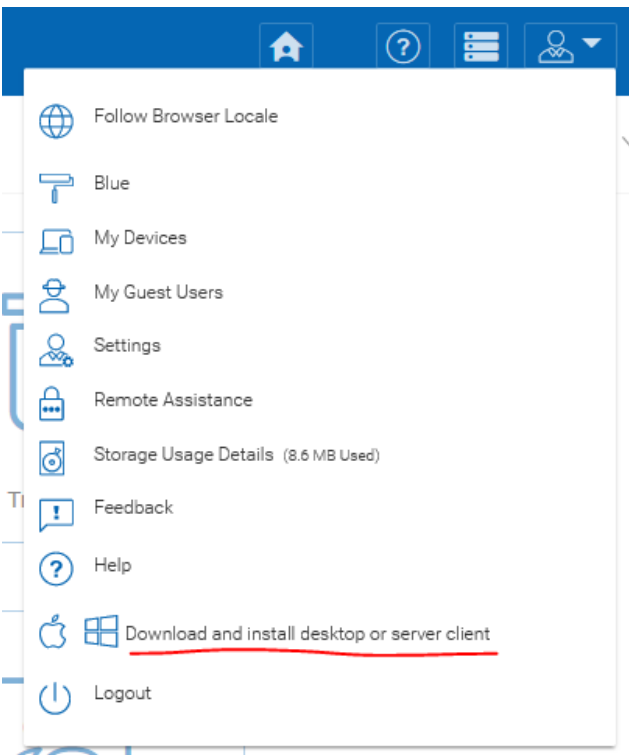 Follow Browser Locale
Blue
My Devices
My Guest Users
Settings
Remote Assistance
Storage Usage Details (8.6 MB Used)
Tr
Feedback
Help
Download and install desktop or server client
Logout